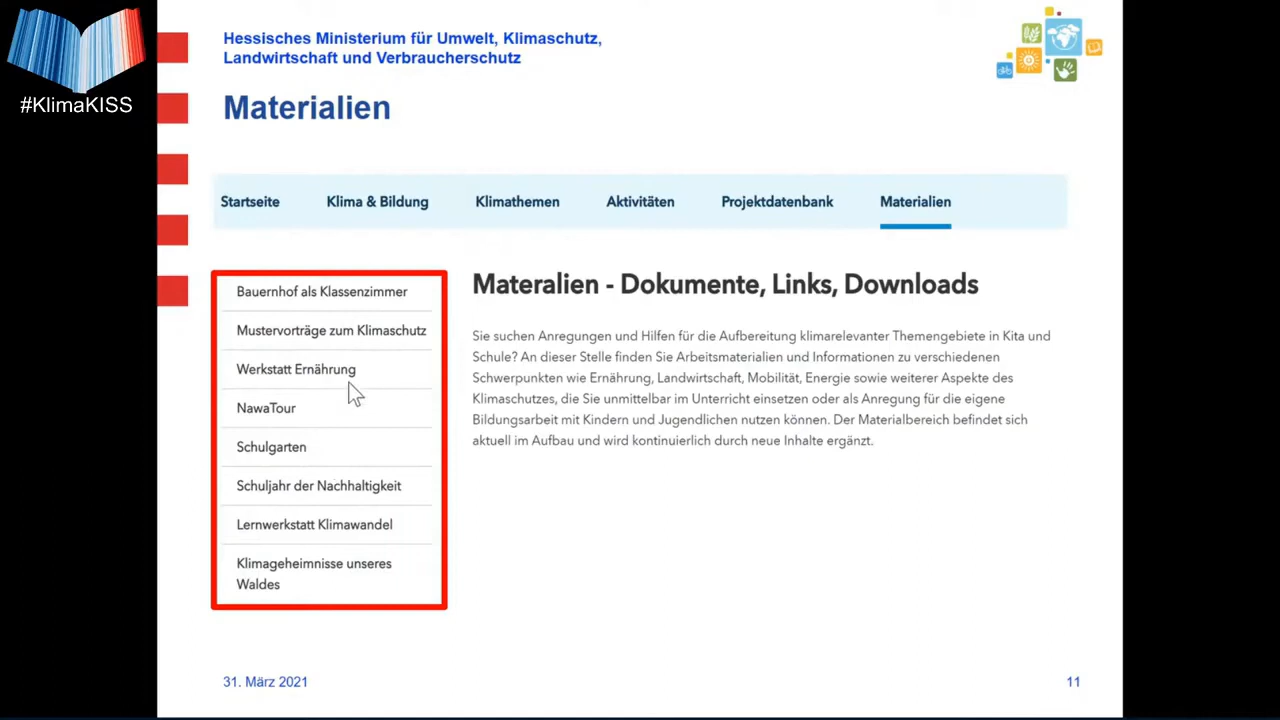 #KlimaKISS
Hessisches Ministerium für Umwelt, Klimaschutz,
Landwirtschaft und Verbraucherschutz
Materialien
Startseite Klima & Bildung Klimathemen Aktivitäten Projektdatenbank Materialien
Bauernhof als Klassenzimmer
Mustervorträge zum Klimaschutz
Werkstatt Ernährung
NawaTour
Schulgarten
Schuljahr der Nachhaltigkeit
Lernwerkstatt Klimawandel
Klimageheimnisse unseres
Waldes
Materalien - Dokumente, Links, Downloads
Sie suchen Anregungen und Hilfen für die Aufbereitung klimarelevanter Themengebiete in Kita und
Schule? An dieser Stelle finden Sie Arbeitsmaterialien und Informationen zu verschiedenen
Schwerpunkten wie Ernährung, Landwirtschaft, Mobilität, Energie sowie weiterer Aspekte des
Klimaschutzes, die Sie unmittelbar im Unterricht einsetzen oder als Anregung für die eigene
Bildungsarbeit mit Kindern und Jugendlichen nutzen können. Der Materialbereich befindet sich
aktuell im Aufbau und wird kontinuierlich durch neue Inhalte ergänzt.
31. März 2021
11